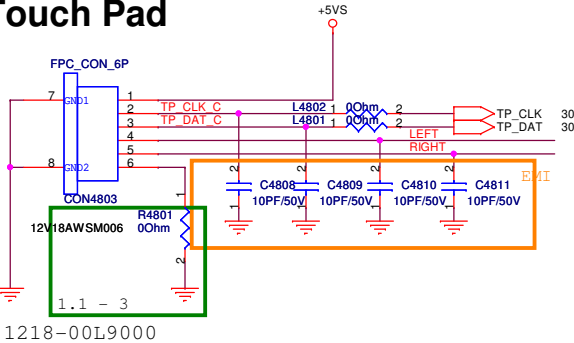 Touch Pad
+5VS
FPC_CON_6P
7 GND1 1
TP_CLK_C L4802 1 0Ohm 2 TP_CLK 30
2
TP_DAT_C L4801 1 0Ohm 2 TP_DAT 30
3
4 LEFT
5 RIGHT
8 GND2 6
EMI
CON4803
2 2 2 2
C4808 C4809 C4810 C4811
10PF/50V 10PF/50V 10PF/50V 10PF/50V
1 1 1 1
1
R4801
12V18AWSM006 0Ohm
2
1.1 - 3
1218-00L9000